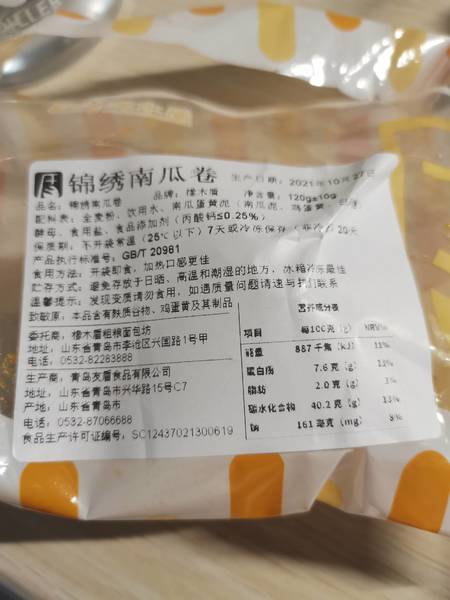 锦绣南瓜卷 生产日期：2021年10月27日
品名：锦绣南瓜卷 品牌：橡木盾 净含量：120g±10g
配料表：全麦粉、饮用水、南瓜蛋黄泥（南瓜泥、鸡蛋黄、
酵母、食用盐、食品添加剂（丙酸钙≤0.25%）
保质期：不开袋常温（25℃以下）7天或冷冻保存 20天
产品执行标准号：GB/T 20981
食用方法：开袋即食，加热口感更佳
贮存方式：避免存放于日晒、高温和潮湿的地方，冰箱冷冻最佳
温馨提示：发现变质请勿食用，如遇质量问题请速与我们联系
致敏原：本品含有麸质谷物，鸡蛋黄及其制品
委托商：橡木盾粗粮面包坊
地址：山东省青岛市李沧区兴国路1号甲
电话：0532-82283888
生产商：青岛友盾食品有限公司
地址：山东省青岛市兴华路15号C7
产地：山东省青岛市
电话：0532-87066688
食品生产许可证编号：SC12437021300619
营养成分表
项目 每100克（g） NRV%
能量 887千焦（kJ） 11%
蛋白质 7.6克（g） 13%
脂肪 2.0克（g） 3%
碳水化合物 40.2克（g） 13%
钠 161毫克（mg） 8%